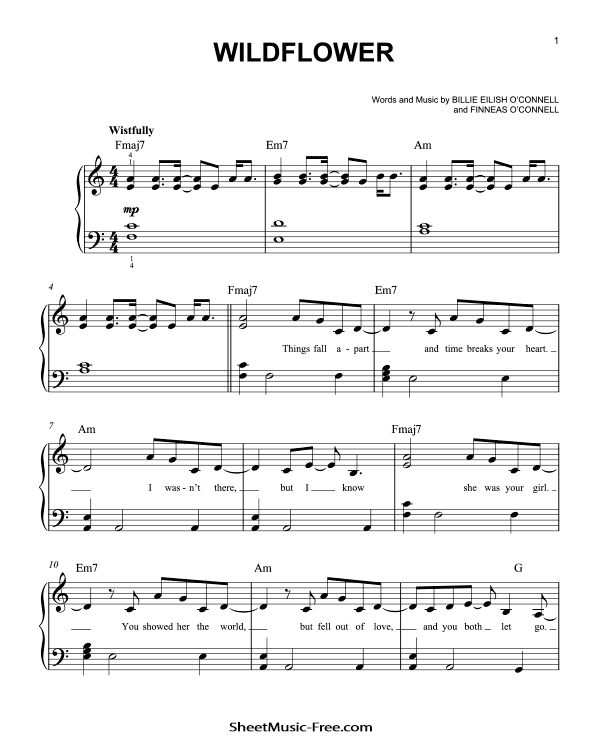 WILDFLOWER
1
Words and Music by BILLIE EILISH O'CONNELL
and FINNEAS O'CONNELL
Wistfully
Fmaj7 Em7 Am
4
1
mp
1
4
4 Fmaj7 Em7
Things fall a - part and time breaks your heart.
7 Am Fmaj7
I was - n't there, but I know she was your girl.
10 Em7 Am G
You showed her the world, but fell out of love, and you both let go.
SheetMusic-Free.com